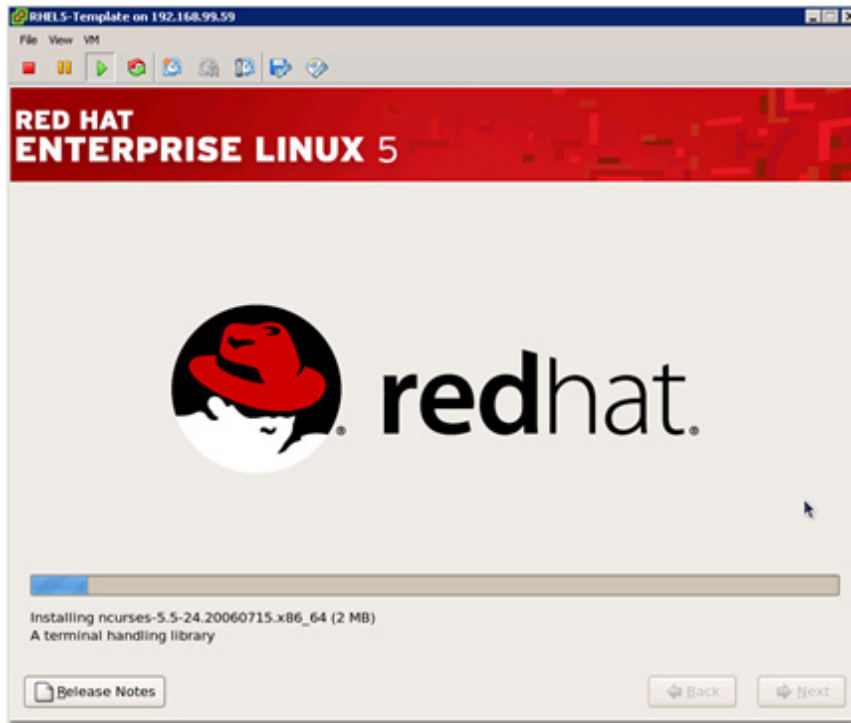 RHEL5-Template on 192.168.99.59
File View VM
RED HAT
ENTERPRISE LINUX 5
redhat.
Installing ncurses-5.5-24.20060715.x86_64 (2 MB)
A terminal handling library
Release Notes
Back
Next